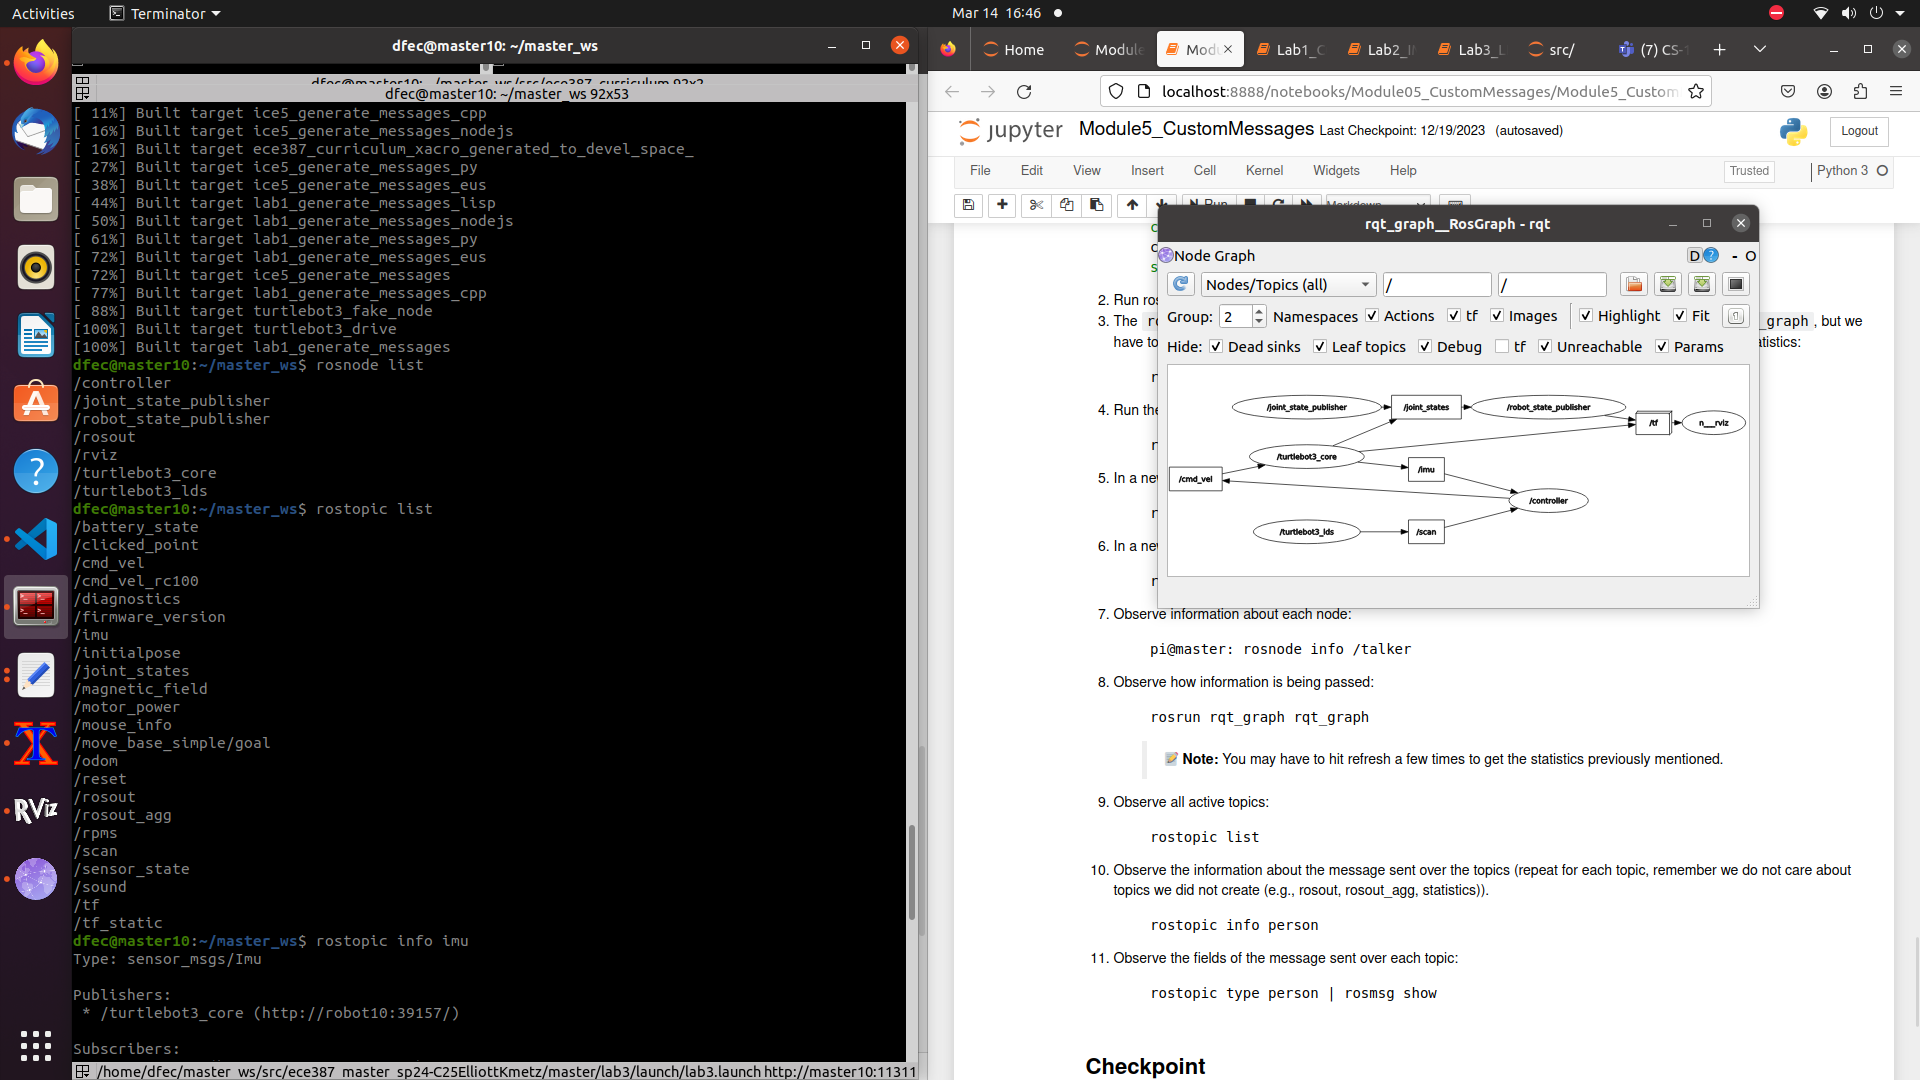 Activities
Terminator
Mar 14 16:46
dfec@master10: ~/master_ws
dfec@master10: ~/master_ws/src/ece387_curriculum 92x2
dfec@master10: ~/master_ws 92x53
[ 11%] Built target ice5_generate_messages_cpp
[ 16%] Built target ice5_generate_messages_nodejs
[ 16%] Built target ece387_curriculum_xacro_generated_to_devel_space_
[ 27%] Built target ice5_generate_messages_py
[ 38%] Built target ice5_generate_messages_eus
[ 44%] Built target lab1_generate_messages_lisp
[ 50%] Built target lab1_generate_messages_nodejs
[ 61%] Built target lab1_generate_messages_py
[ 72%] Built target lab1_generate_messages_eus
[ 72%] Built target ice5_generate_messages
[ 77%] Built target lab1_generate_messages_cpp
[ 88%] Built target turtlebot3_fake_node
[100%] Built target turtlebot3_drive
[100%] Built target lab1_generate_messages
dfec@master10:~/master_ws$ rosnode list
/controller
/joint_state_publisher
/robot_state_publisher
/rosout
/rviz
/turtlebot3_core
/turtlebot3_lds
dfec@master10:~/master_ws$ rostopic list
/battery_state
/clicked_point
/cmd_vel
/cmd_vel_rc100
/diagnostics
/firmware_version
/imu
/initialpose
/joint_states
/magnetic_field
/motor_power
/mouse_info
/move_base_simple/goal
/odom
/reset
/rosout
/rosout_agg
/rpms
/scan
/sensor_state
/sound
/tf
/tf_static
dfec@master10:~/master_ws$ rostopic info imu
Type: sensor_msgs/Imu
Publishers:
* /turtlebot3_core (http://robot10:39157/)
Subscribers:
/home/dfec/master_ws/src/ece387_master_sp24-C25ElliottKmetz/master/lab3/launch/lab3.launch http://master10:11311
RViz
Home
Module
Modu
Lab1_C
Lab2_I
Lab3_L
src/
(7) CS-1
localhost:8888/notebooks/Module05_CustomMessages/Module5_Custom
jupyter Module5_CustomMessages Last Checkpoint: 12/19/2023 (autosaved)
Logout
File Edit View Insert Cell Kernel Widgets Help
Trusted
Python 3
Run
Markdown
rqt_graph__RosGraph - rqt
Node Graph
D - O
Nodes/Topics (all) / /
Group: 2 Namespaces Actions tf Images Highlight Fit
Hide: Dead sinks Leaf topics Debug tf Unreachable Params
/joint_state_publisher
/joint_states
/robot_state_publisher
/tf
n___rviz
/turtlebot3_core
/imu
/cmd_vel
/controller
/turtlebot3_lds
/scan
2. Run ros
3. The
_graph , but we
have to
tistics:
4. Run the
5. In a new
6. In a new
7. Observe information about each node:
pi@master: rosnode info /talker
8. Observe how information is being passed:
rosrun rqt_graph rqt_graph
Note: You may have to hit refresh a few times to get the statistics previously mentioned.
9. Observe all active topics:
rostopic list
10. Observe the information about the message sent over the topics (repeat for each topic, remember we do not care about
topics we did not create (e.g., rosout, rosout_agg, statistics)).
rostopic info person
11. Observe the fields of the message sent over each topic:
rostopic type person | rosmsg show
Checkpoint